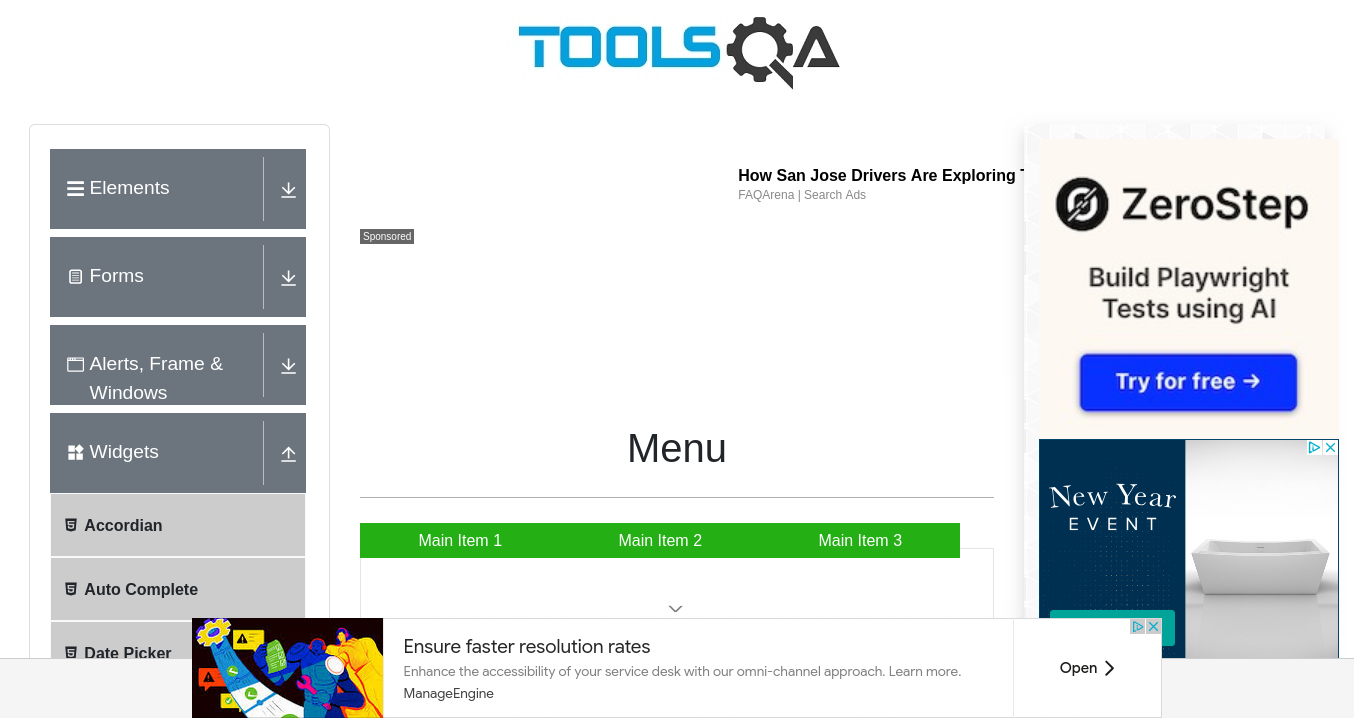 TOOLSQA
Elements
Forms
Alerts, Frame &
Windows
Widgets
Accordian
Auto Complete
Date Picker
How San Jose Drivers Are Exploring
FAQArena | Search Ads
Sponsored
Menu
Main Item 1
Main Item 2
Main Item 3
ZeroStep
Build Playwright
Tests using AI
Try for free →
New Year
EVENT
Ensure faster resolution rates
Enhance the accessibility of your service desk with our omni-channel approach. Learn more.
ManageEngine
Open